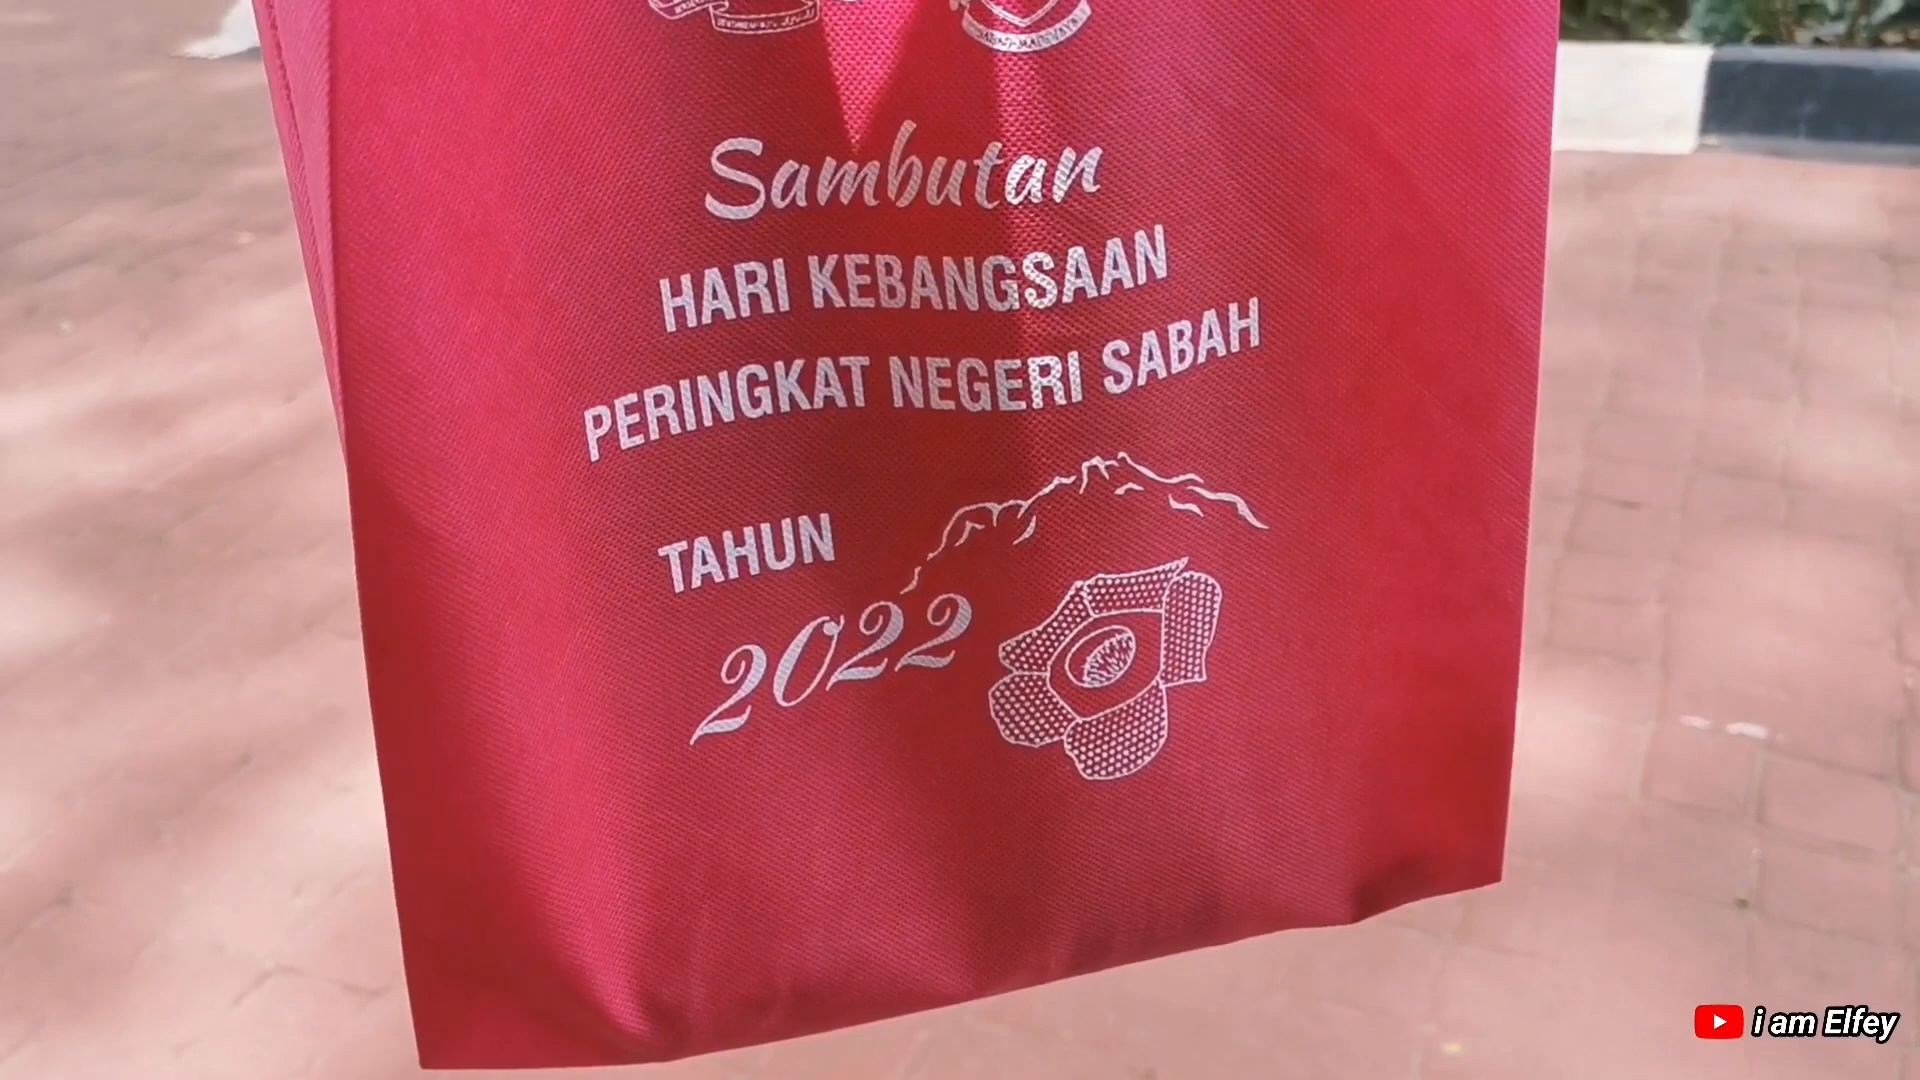 Sambutan
HARI KEBANGSAAN
PERINGKAT NEGERI SABAH
TAHUN
2022
i am Elfey